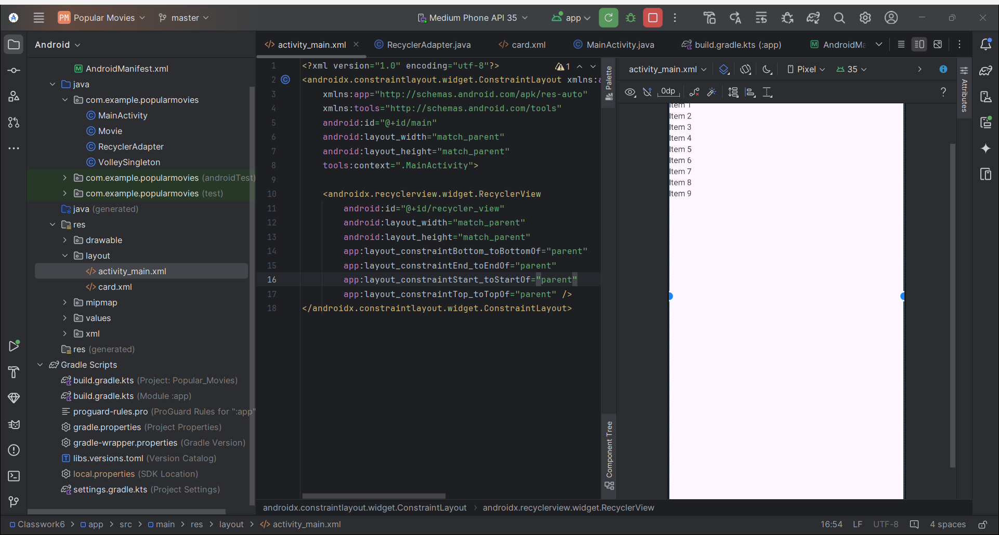 PM Popular Movies
master
Medium Phone API 35
app
Android
activity_main.xml
RecyclerAdapter.java
card.xml
MainActivity.java
build.gradle.kts (:app)
AndroidMa
AndroidManifest.xml
java
com.example.popularmovies
MainActivity
Movie
RecyclerAdapter
VolleySingleton
com.example.popularmovies (androidTest)
com.example.popularmovies (test)
java (generated)
res
drawable
layout
activity_main.xml
card.xml
mipmap
values
xml
res (generated)
Gradle Scripts
build.gradle.kts (Project: Popular_Movies)
build.gradle.kts (Module :app)
proguard-rules.pro (ProGuard Rules for ":app"
gradle.properties (Project Properties)
gradle-wrapper.properties (Gradle Version)
libs.versions.toml (Version Catalog)
local.properties (SDK Location)
settings.gradle.kts (Project Settings)
1 <?xml version="1.0" encoding="utf-8"?>
2 <androidx.constraintlayout.widget.ConstraintLayout xmlns:a
3 xmlns:app="http://schemas.android.com/apk/res-auto"
4 xmlns:tools="http://schemas.android.com/tools"
5 android:id="@+id/main"
6 android:layout_width="match_parent"
7 android:layout_height="match_parent"
8 tools:context=".MainActivity">
9
10 <androidx.recyclerview.widget.RecyclerView
11 android:id="@+id/recycler_view"
12 android:layout_width="match_parent"
13 android:layout_height="match_parent"
14 app:layout_constraintBottom_toBottomOf="parent"
15 app:layout_constraintEnd_toEndOf="parent"
16 app:layout_constraintStart_toStartOf="parent"
17 app:layout_constraintTop_toTopOf="parent" />
18 </androidx.constraintlayout.widget.ConstraintLayout>
1
Palette
Component Tree
activity_main.xml
Pixel
35
0dp
?
Attributes
Item 1
Item 2
Item 3
Item 4
Item 5
Item 6
Item 7
Item 8
Item 9
androidx.constraintlayout.widget.ConstraintLayout > androidx.recyclerview.widget.RecyclerView
Classwork6 > app > src > main > res > layout > activity_main.xml
16:54 LF UTF-8 4 spaces